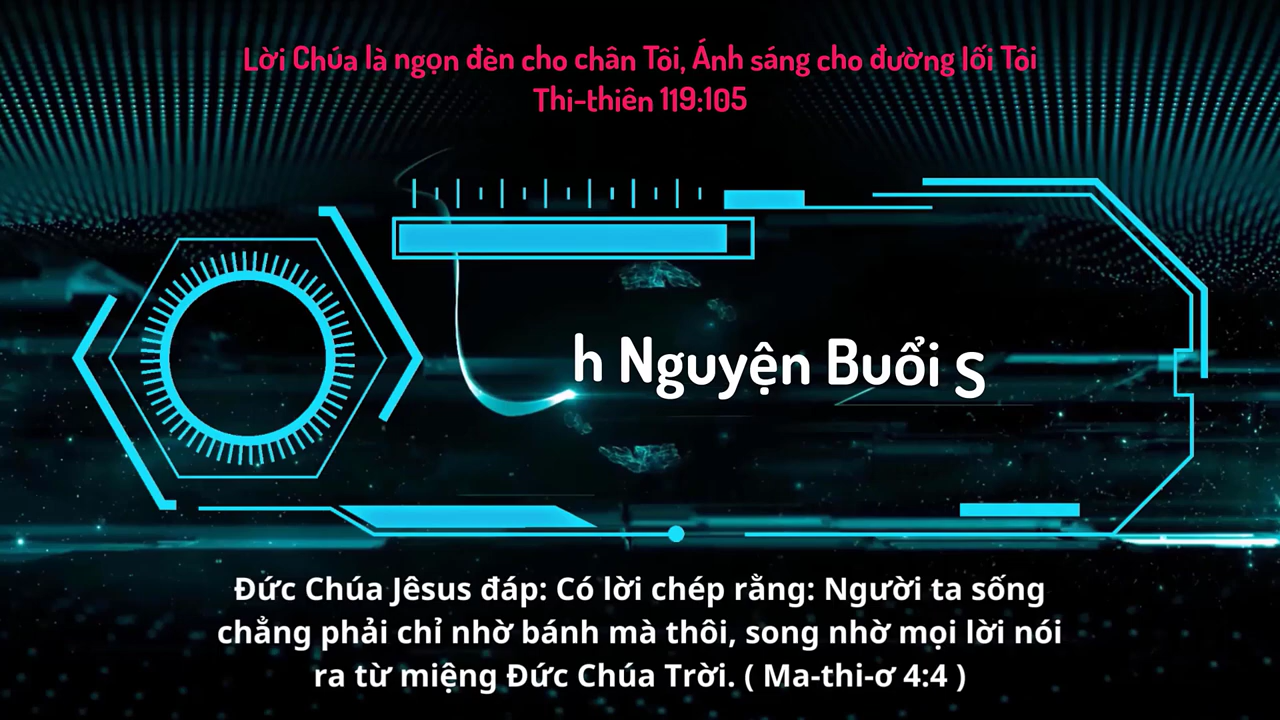 Lời Chúa là ngọn đèn cho chân Tôi, Ánh sáng cho đường lối Tôi
Thi-thiên 119:105
h Nguyện Buổi S
Đức Chúa Jêsus đáp: Có lời chép rằng: Người ta sống
chẳng phải chỉ nhờ bánh mà thôi, song nhờ mọi lời nói
ra từ miệng Đức Chúa Trời. ( Ma-thi-ơ 4:4 )